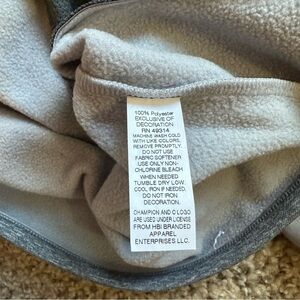 100% Polyester
EXCLUSIVE OF
DECORATION
RN 49314
MACHINE WASH COLD
WITH LIKE COLORS.
REMOVE PROMPTLY.
DO NOT USE
FABRIC SOFTENER.
USE ONLY NON-
CHLORINE BLEACH
WHEN NEEDED
TUMBLE DRY LOW.
COOL IRON IF NEEDED.
DO NOT IRON
DECORATION.
CHAMPION AND C LOGO
ARE USED UNDER LICENSE
FROM HBI BRANDED
APPAREL
ENTERPRISES LLC.